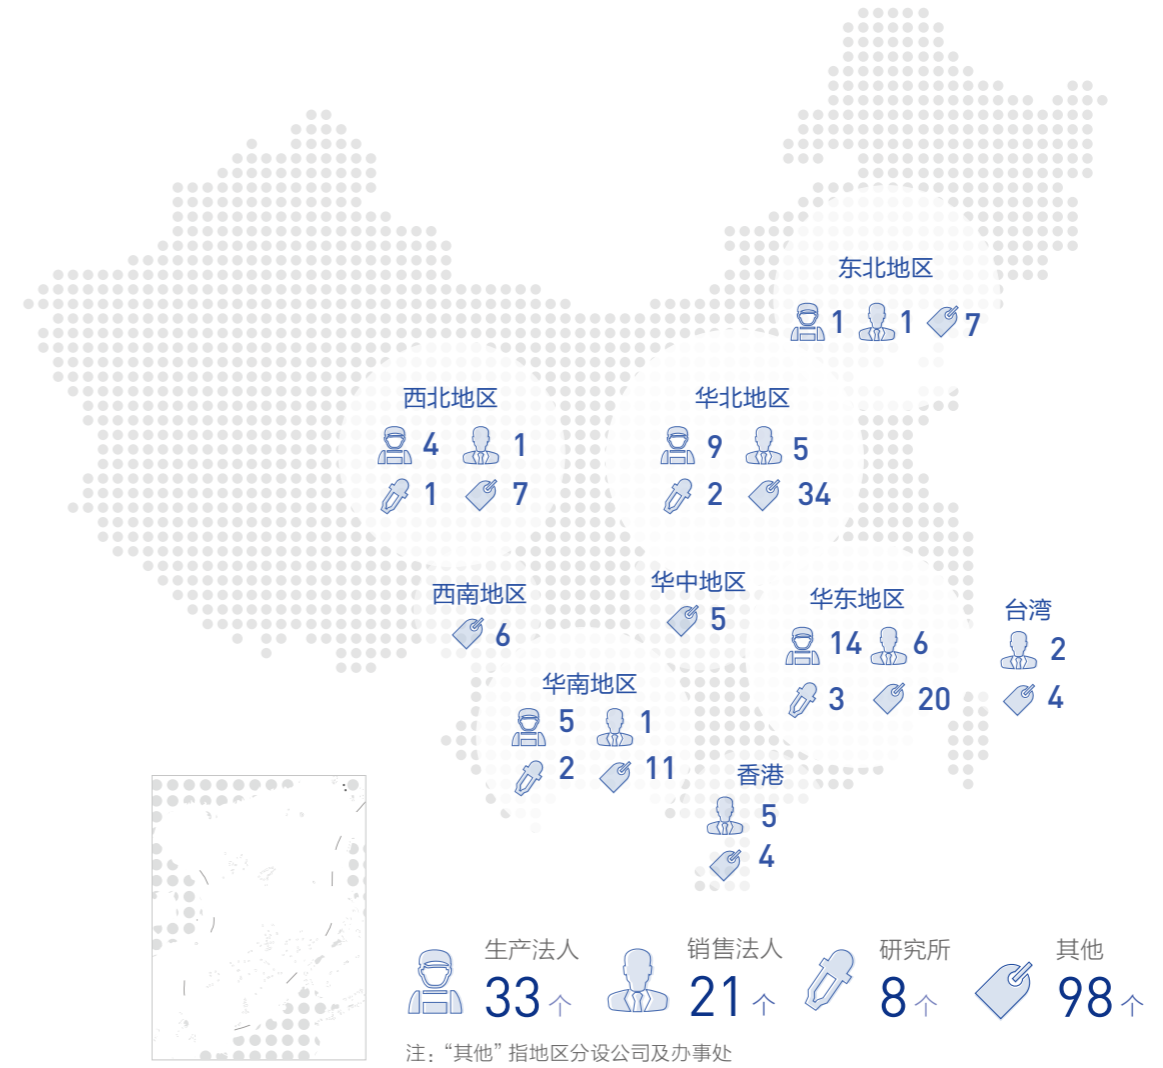 东北地区
1 1 7
西北地区
4 1
1 7
华北地区
9 5
2 34
西南地区
6
华中地区
5
华东地区
14 6
3 20
台湾
2
4
华南地区
5 1
2 11
香港
5
4
生产法人
33个
销售法人
21个
研究所
8个
其他
98个
注：“其他”指地区分设公司及办事处